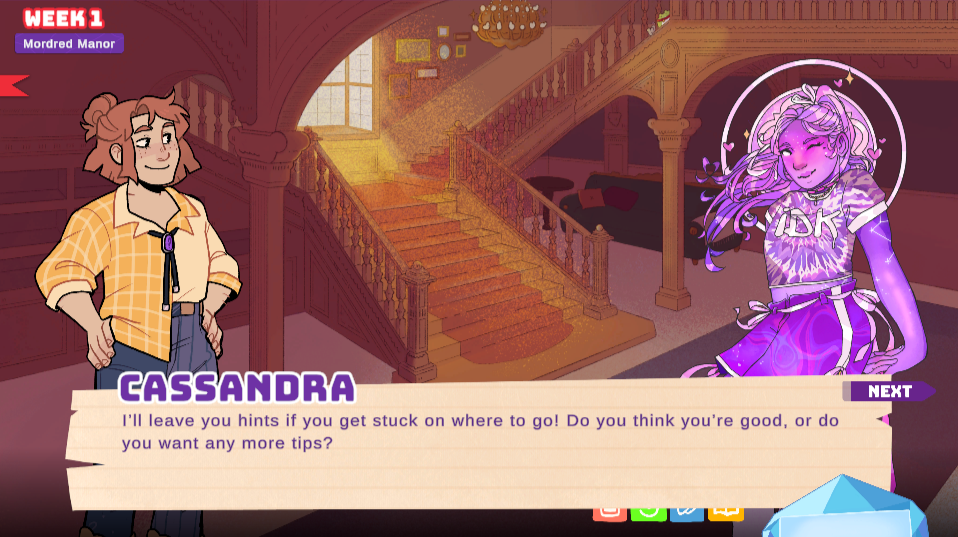 WEEK 1
Mordred Manor
IDK
CASSANDRA
NEXT
I'll leave you hints if you get stuck on where to go! Do you think you're good, or do
you want any more tips?